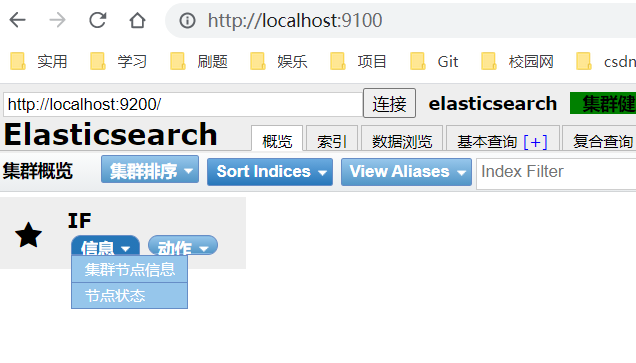 http://localhost:9100
实用 学习 刷题 娱乐 项目 Git 校园网 csdn
http://localhost:9200/ 连接 elasticsearch 集群健
Elasticsearch 概览 索引 数据浏览 基本查询 [+] 复合查询
集群概览 集群排序 Sort Indices View Aliases Index Filter
IF
信息 动作
集群节点信息
节点状态